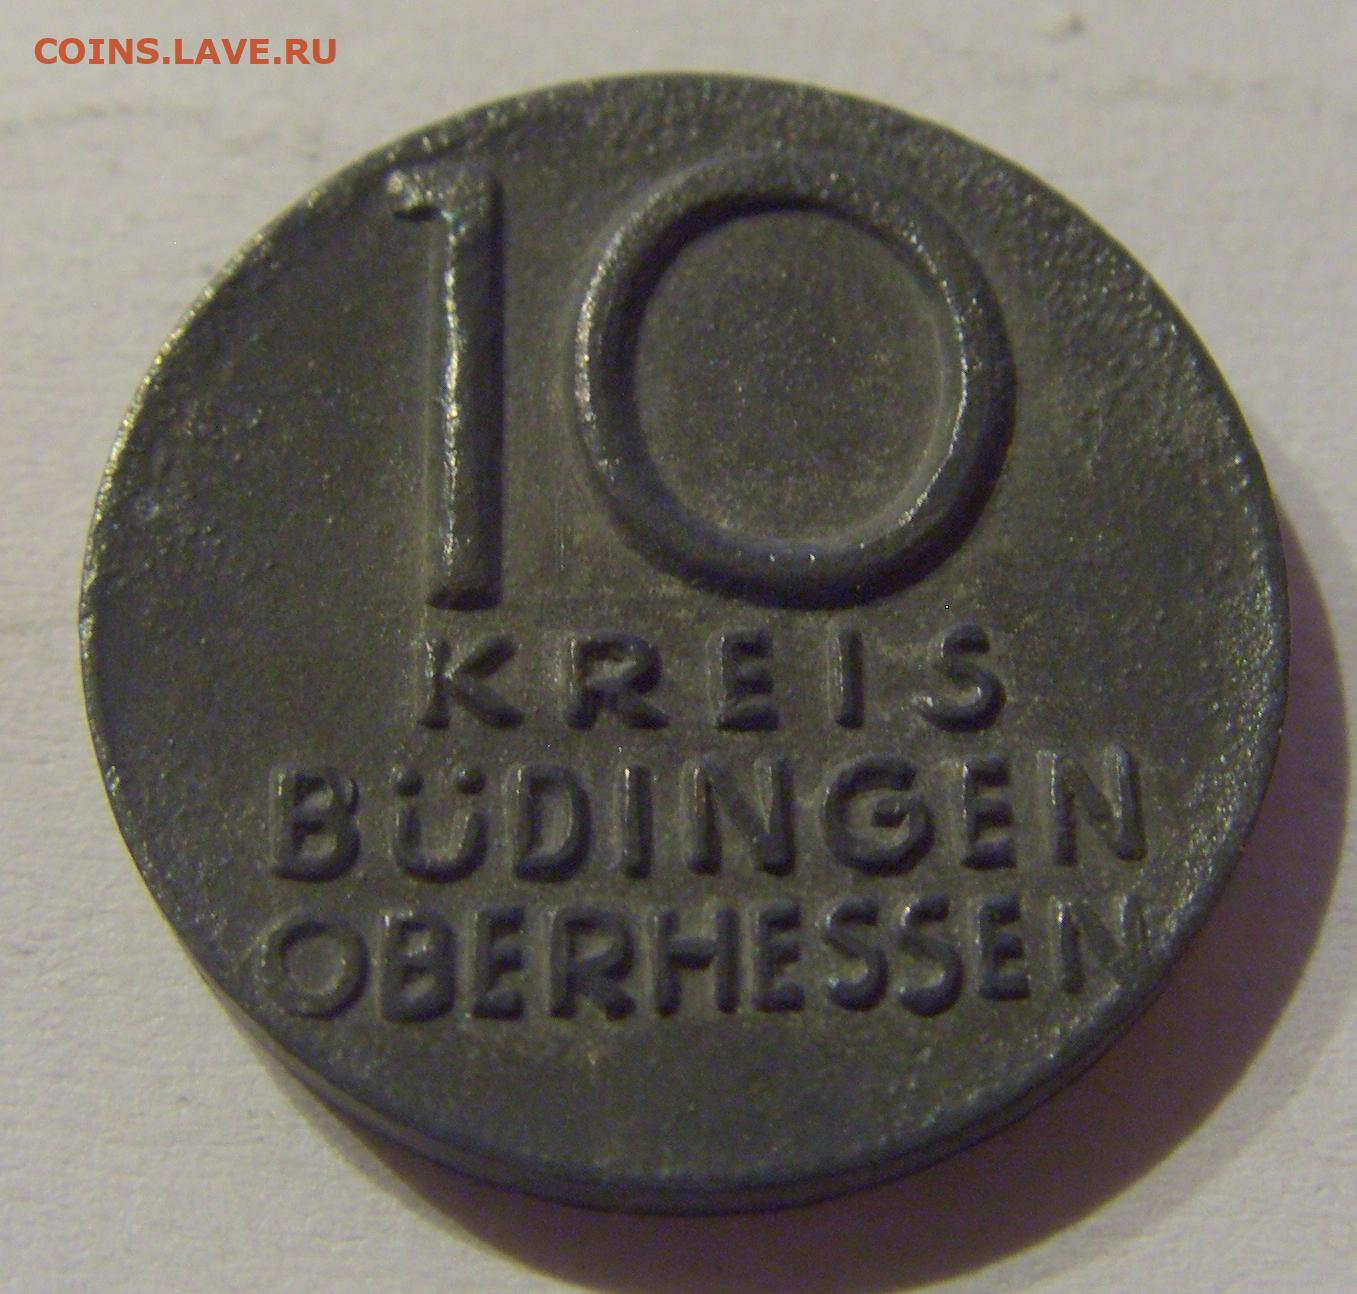 COINS.LAVE.RU
10
KREIS
BÜDINGEN
OBERHESSEN